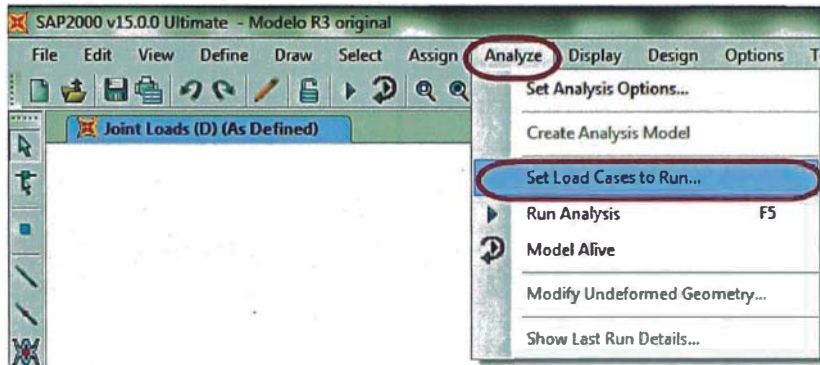 SAP2000 v15.0.0 Ultimate - Modelo R3 original
File Edit View Define Draw Select Assign Analyze Display Design Options T
Joint Loads (D) (As Defined)
Set Analysis Options...
Create Analysis Model
Set Load Cases to Run...
Run Analysis F5
Model Alive
Modify Undeformed Geometry...
Show Last Run Details...